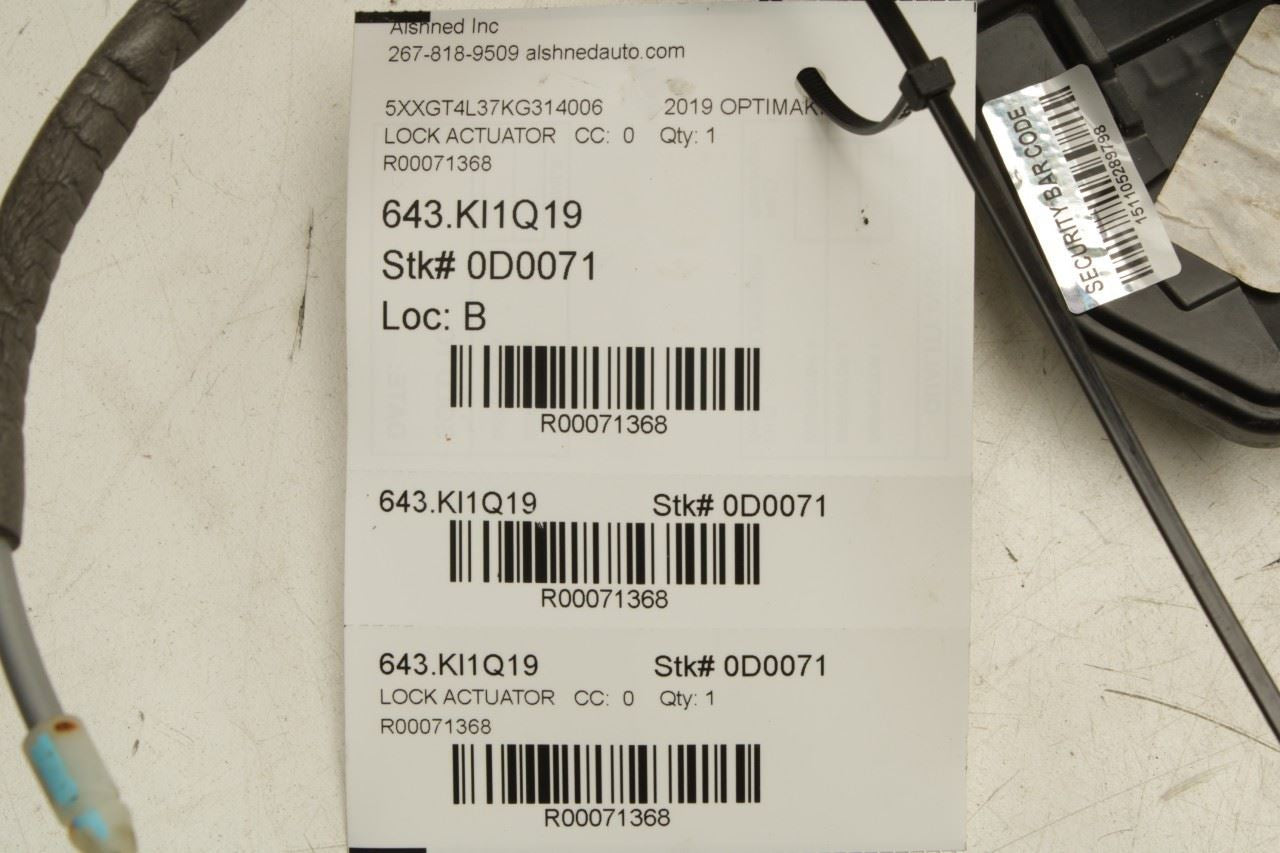 Alshned Inc
267-818-9509 alshnedauto.com
5XXGT4L37KG314006 2019 OPTIMAK
LOCK ACTUATOR CC: 0 Qty: 1
R00071368
643.KI1Q19
Stk# 0D0071
Loc: B
R00071368
643.KI1Q19 Stk# 0D0071
R00071368
643.KI1Q19 Stk# 0D0071
LOCK ACTUATOR CC: 0 Qty: 1
R00071368
R00071368
SECURITY BAR CODE
151105289798